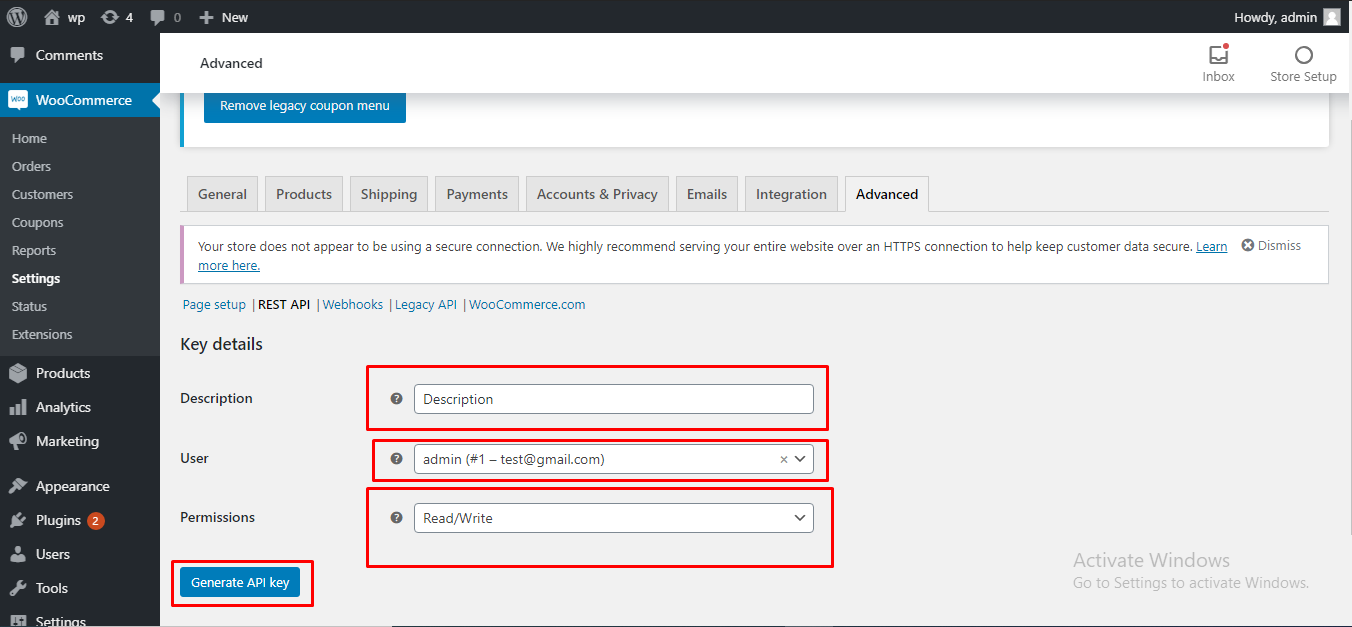 wp 4 0 New Howdy, admin
Comments
Advanced
Inbox
Store Setup
WooCommerce
Remove legacy coupon menu
Home
Orders
Customers
Coupons
Reports
Settings
Status
Extensions
Products
Analytics
Marketing
Appearance
Plugins 2
Users
Tools
Settings
General Products Shipping Payments Accounts & Privacy Emails Integration Advanced
Your store does not appear to be using a secure connection. We highly recommend serving your entire website over an HTTPS connection to help keep customer data secure. Learn
more here.
Dismiss
Page setup | REST API | Webhooks | Legacy API | WooCommerce.com
Key details
Description ? Description
User ? admin (#1 – test@gmail.com) ×
Permissions ? Read/Write
Generate API key
Activate Windows
Go to Settings to activate Windows.